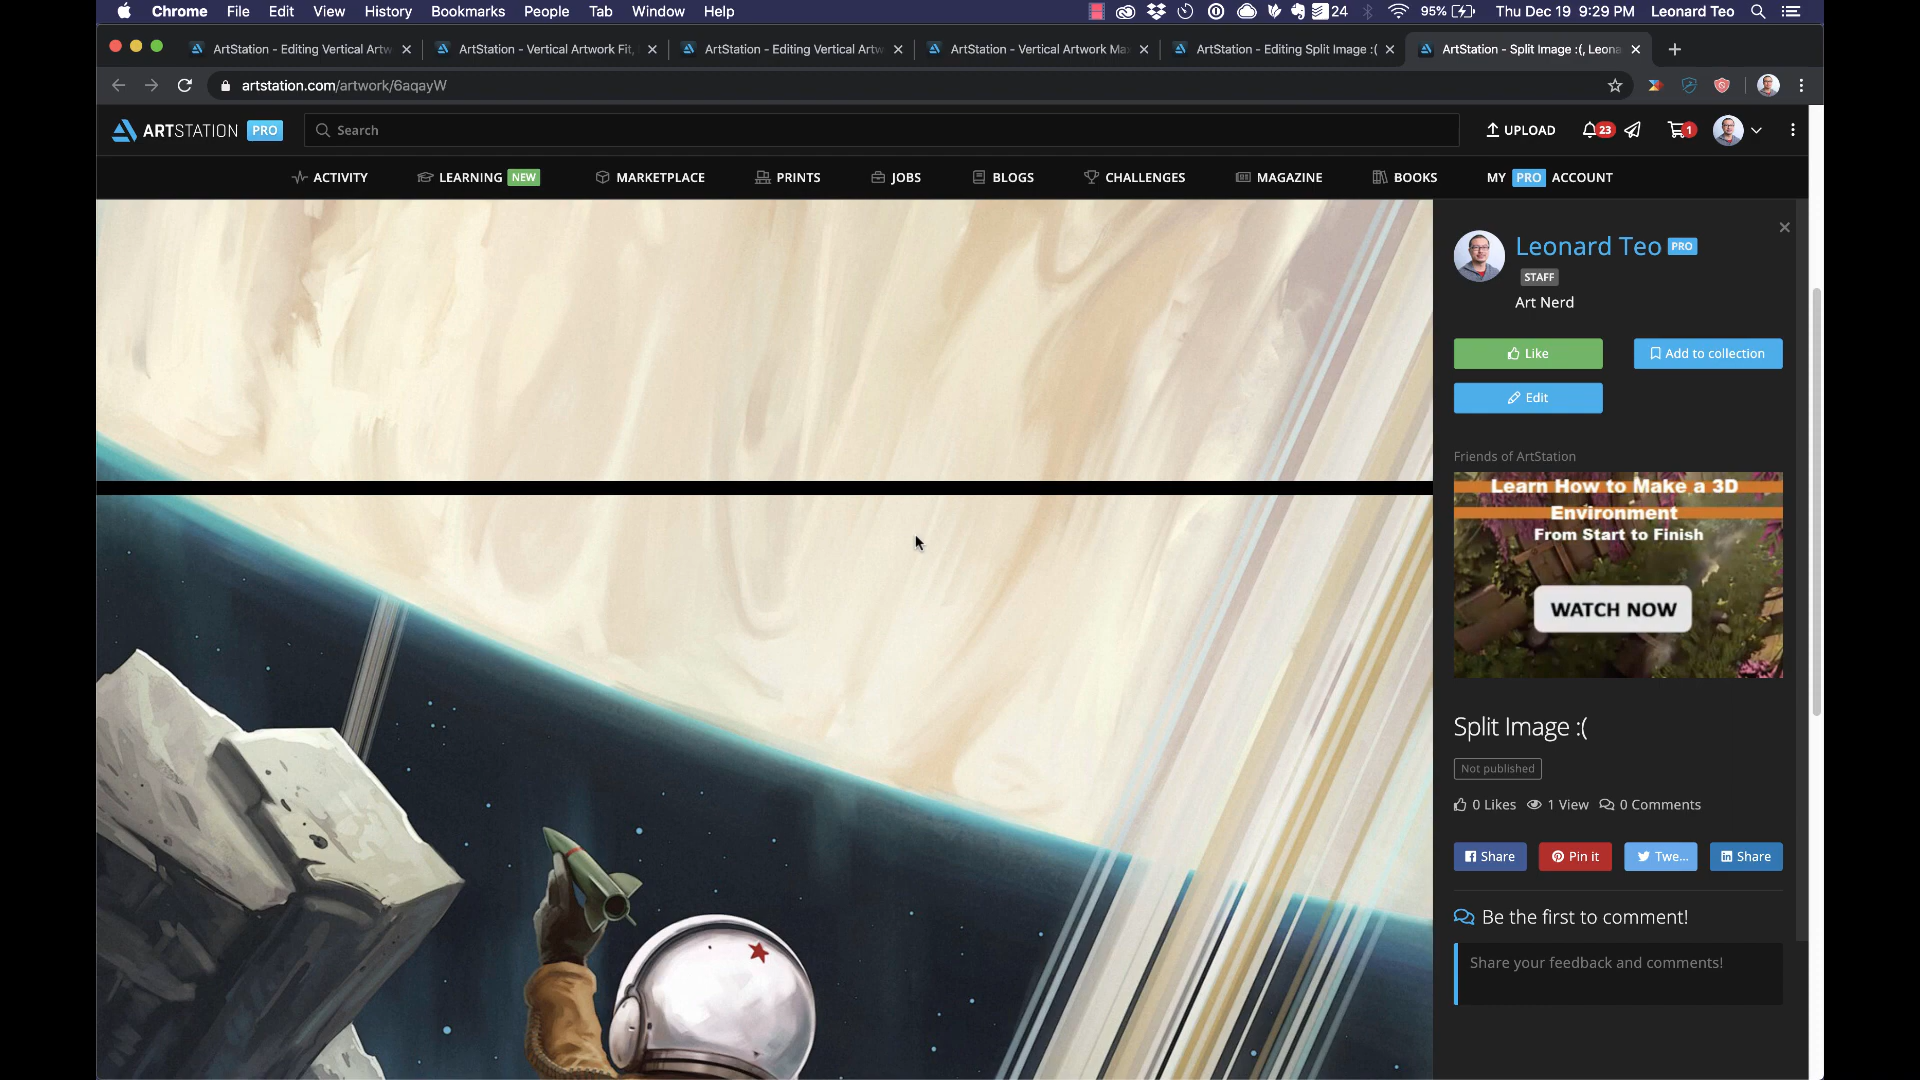 Chrome File Edit View History Bookmarks People Tab Window Help 24 95% Thu Dec 19 9:29 PM Leonard Teo
ArtStation - Editing Vertical Artw ArtStation - Vertical Artwork Fit, ArtStation - Editing Vertical Artw ArtStation - Vertical Artwork Ma ArtStation - Editing Split Image :( ArtStation - Split Image :(, Leona
artstation.com/artwork/6aqayW
ARTSTATION PRO Search UPLOAD 23 1
ACTIVITY LEARNING NEW MARKETPLACE PRINTS JOBS BLOGS CHALLENGES MAGAZINE BOOKS MY PRO ACCOUNT
Leonard Teo PRO
STAFF
Art Nerd
Like Add to collection
Edit
Friends of ArtStation
Learn How to Make a 3D
Environment
From Start to Finish
WATCH NOW
Split Image :(
Not published
0 Likes 1 View 0 Comments
Share Pin it Twe... Share
Be the first to comment!
Share your feedback and comments!